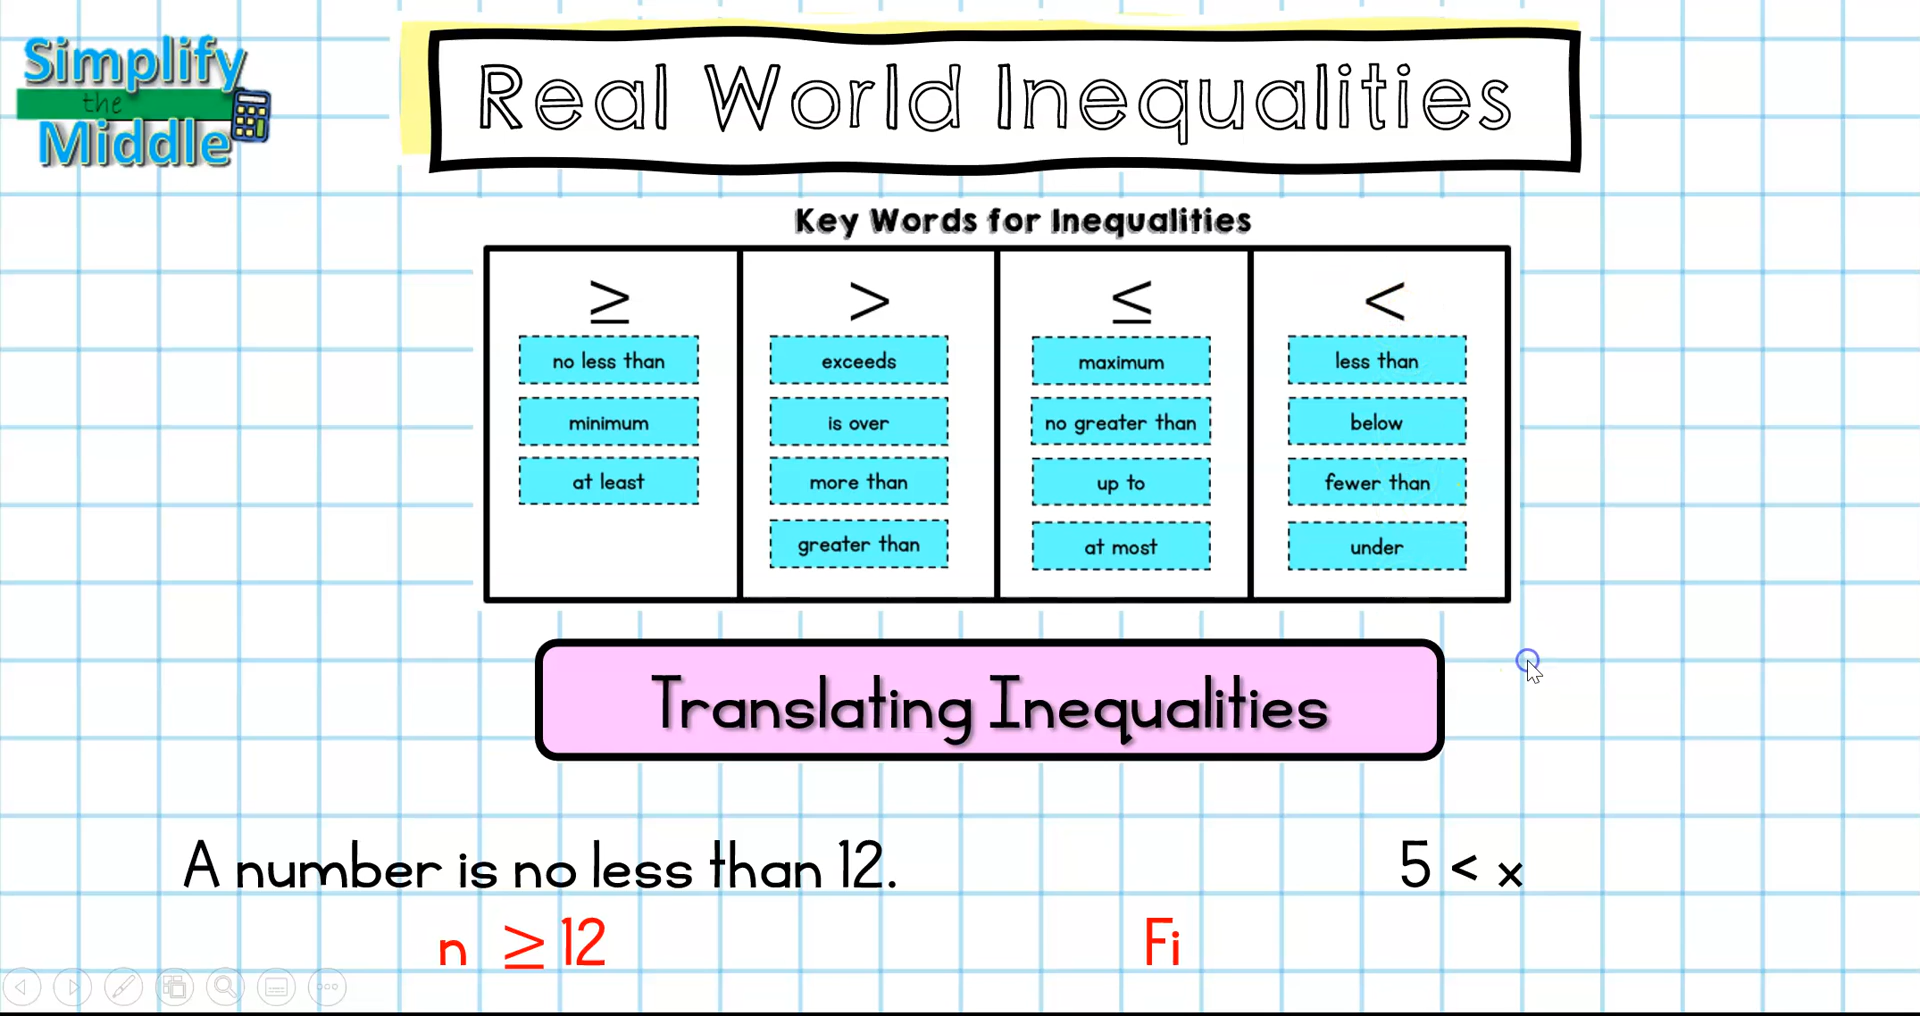 Simplify
the
Middle
Real World Inequalities
Key Words for Inequalities
≥
no less than
minimum
at least
>
exceeds
is over
more than
greater than
≤
maximum
no greater than
up to
at most
<
less than
below
fewer than
under
Translating Inequalities
A number is no less than 12.
n ≥ 12
5 < x
Fi